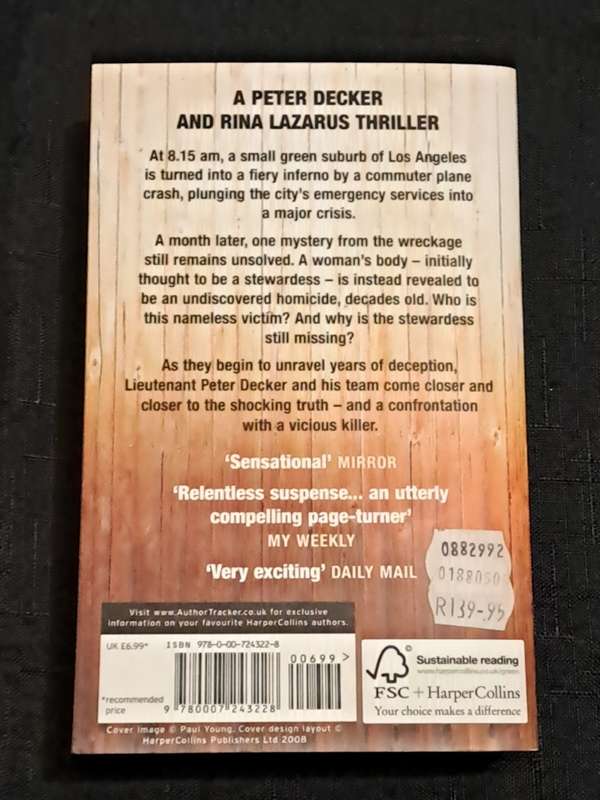 A PETER DECKER
AND RINA LAZARUS THRILLER
At 8.15 am, a small green suburb of Los Angeles
is turned into a fiery inferno by a commuter plane
crash, plunging the city's emergency services into
a major crisis.
A month later, one mystery from the wreckage
still remains unsolved. A woman's body – initially
thought to be a stewardess – is instead revealed to
be an undiscovered homicide, decades old. Who is
this nameless victim? And why is the stewardess
still missing?
As they begin to unravel years of deception,
Lieutenant Peter Decker and his team come closer and
closer to the shocking truth – and a confrontation
with a vicious killer.
'Sensational' MIRROR
'Relentless suspense... an utterly
compelling page-turner'
MY WEEKLY
'Very exciting' DAILY MAIL
0882992
R139-95
Visit www.AuthorTracker.co.uk for exclusive
information on your favourite HarperCollins authors.
UK £6.99*
ISBN 978-0-00-724322-8
00699 >
*recommended
price
9 780007 243228
Sustainable reading
www.harpercollins.co.uk/green
FSC + HarperCollins
Your choice makes a difference
Cover image © Paul Young. Cover design layout ©
HarperCollins Publishers Ltd 2008